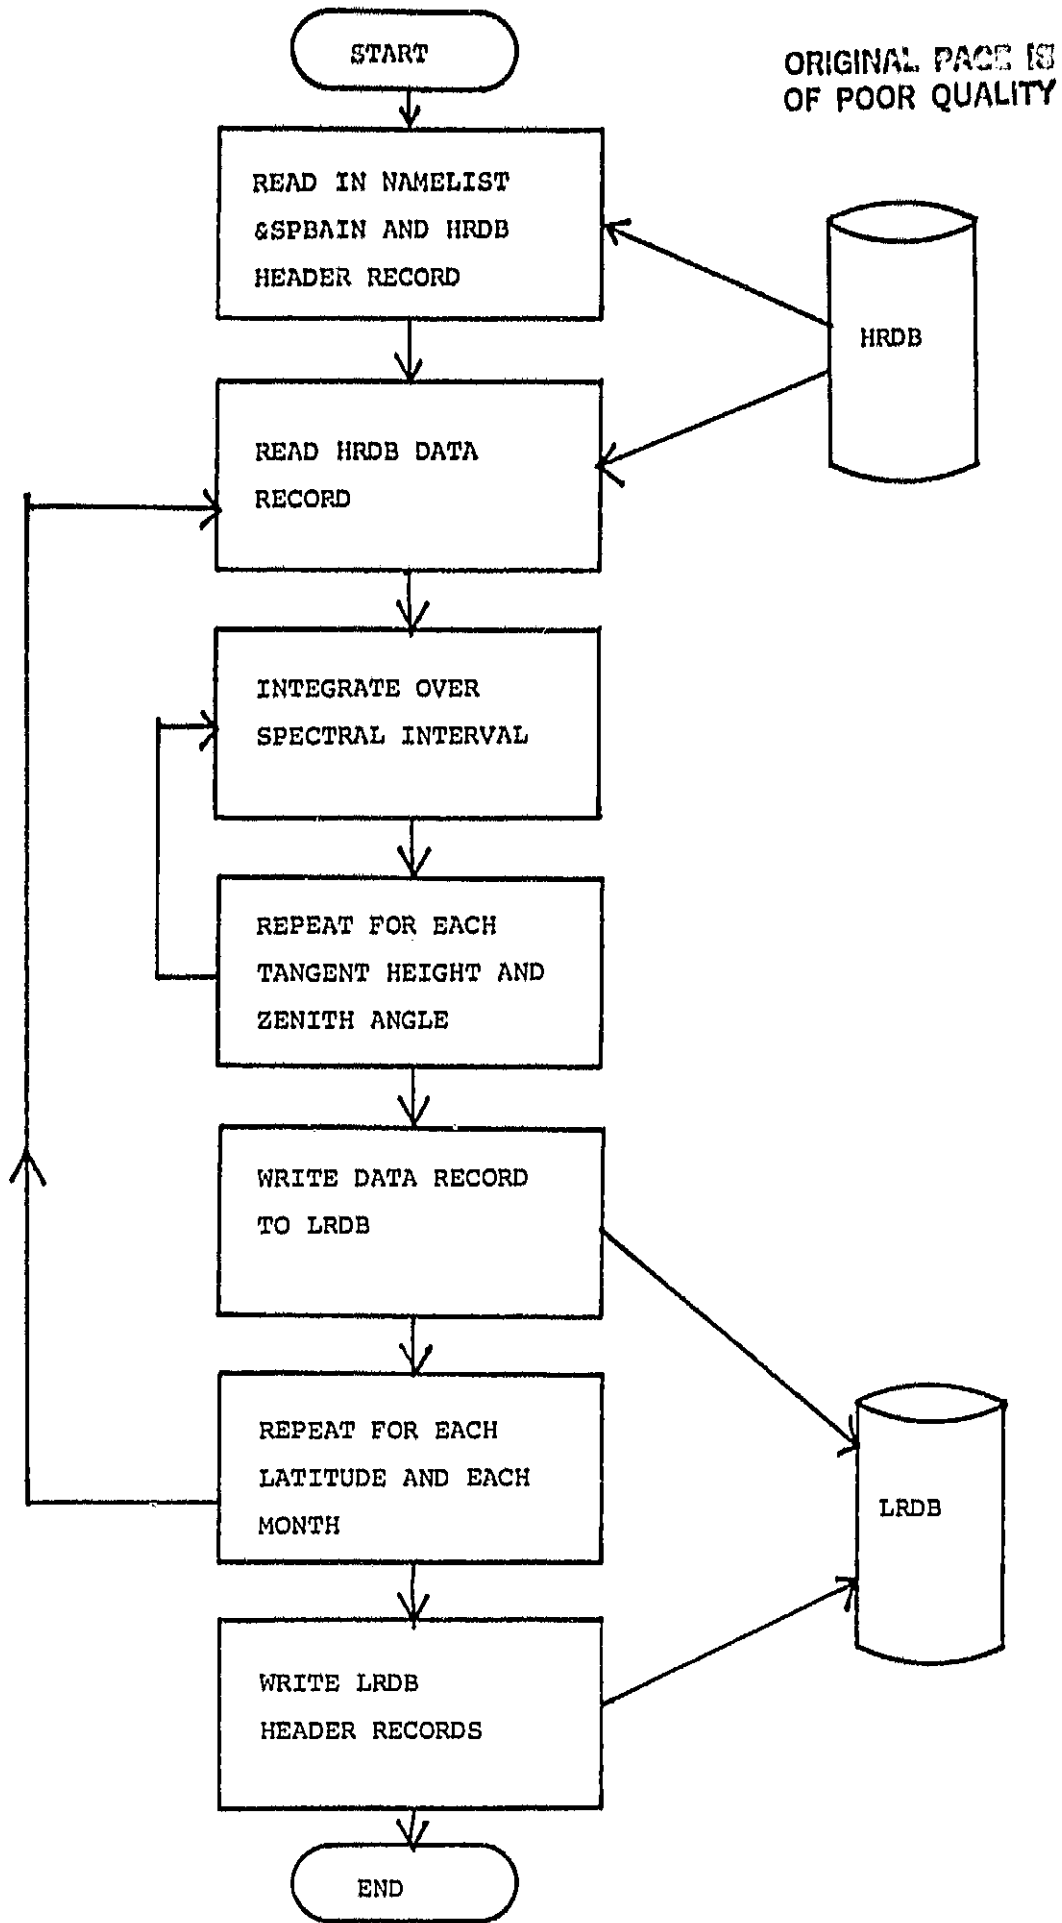 START
ORIGINAL PAGE IS
OF POOR QUALITY
READ IN NAMELIST
&SPBAIN AND HRDB
HEADER RECORD
HRDB
READ HRDB DATA
RECORD
INTEGRATE OVER
SPECTRAL INTERVAL
REPEAT FOR EACH
TANGENT HEIGHT AND
ZENITH ANGLE
WRITE DATA RECORD
TO LRDB
REPEAT FOR EACH
LATITUDE AND EACH
MONTH
LRDB
WRITE LRDB
HEADER RECORDS
END